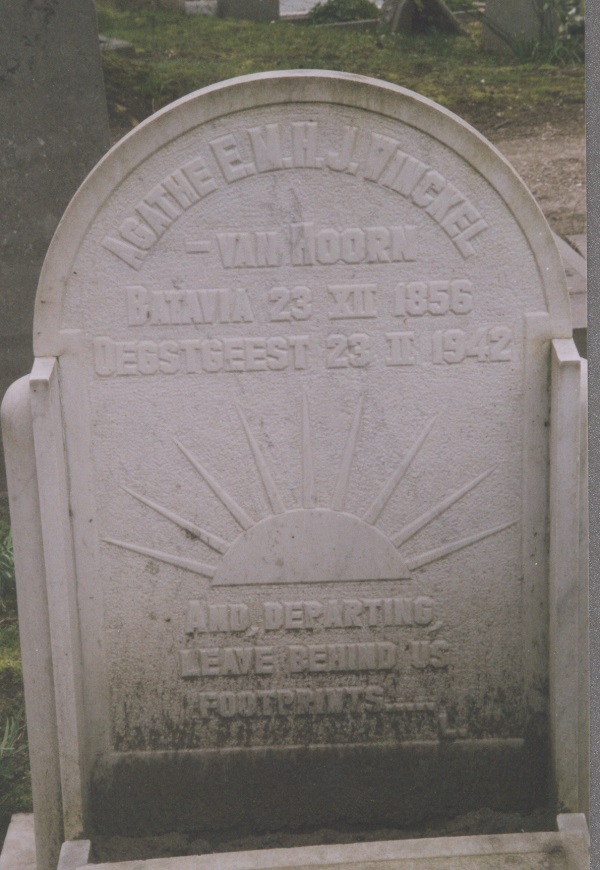 AGATHE E.M.H.J. WINCKEL
– VAN HOORN
BATAVIA 23 XII 1856
OEGSTGEEST 23 II 1942
AND, DEPARTING,
LEAVE BEHIND US
FOOTPRINTS.....
L.